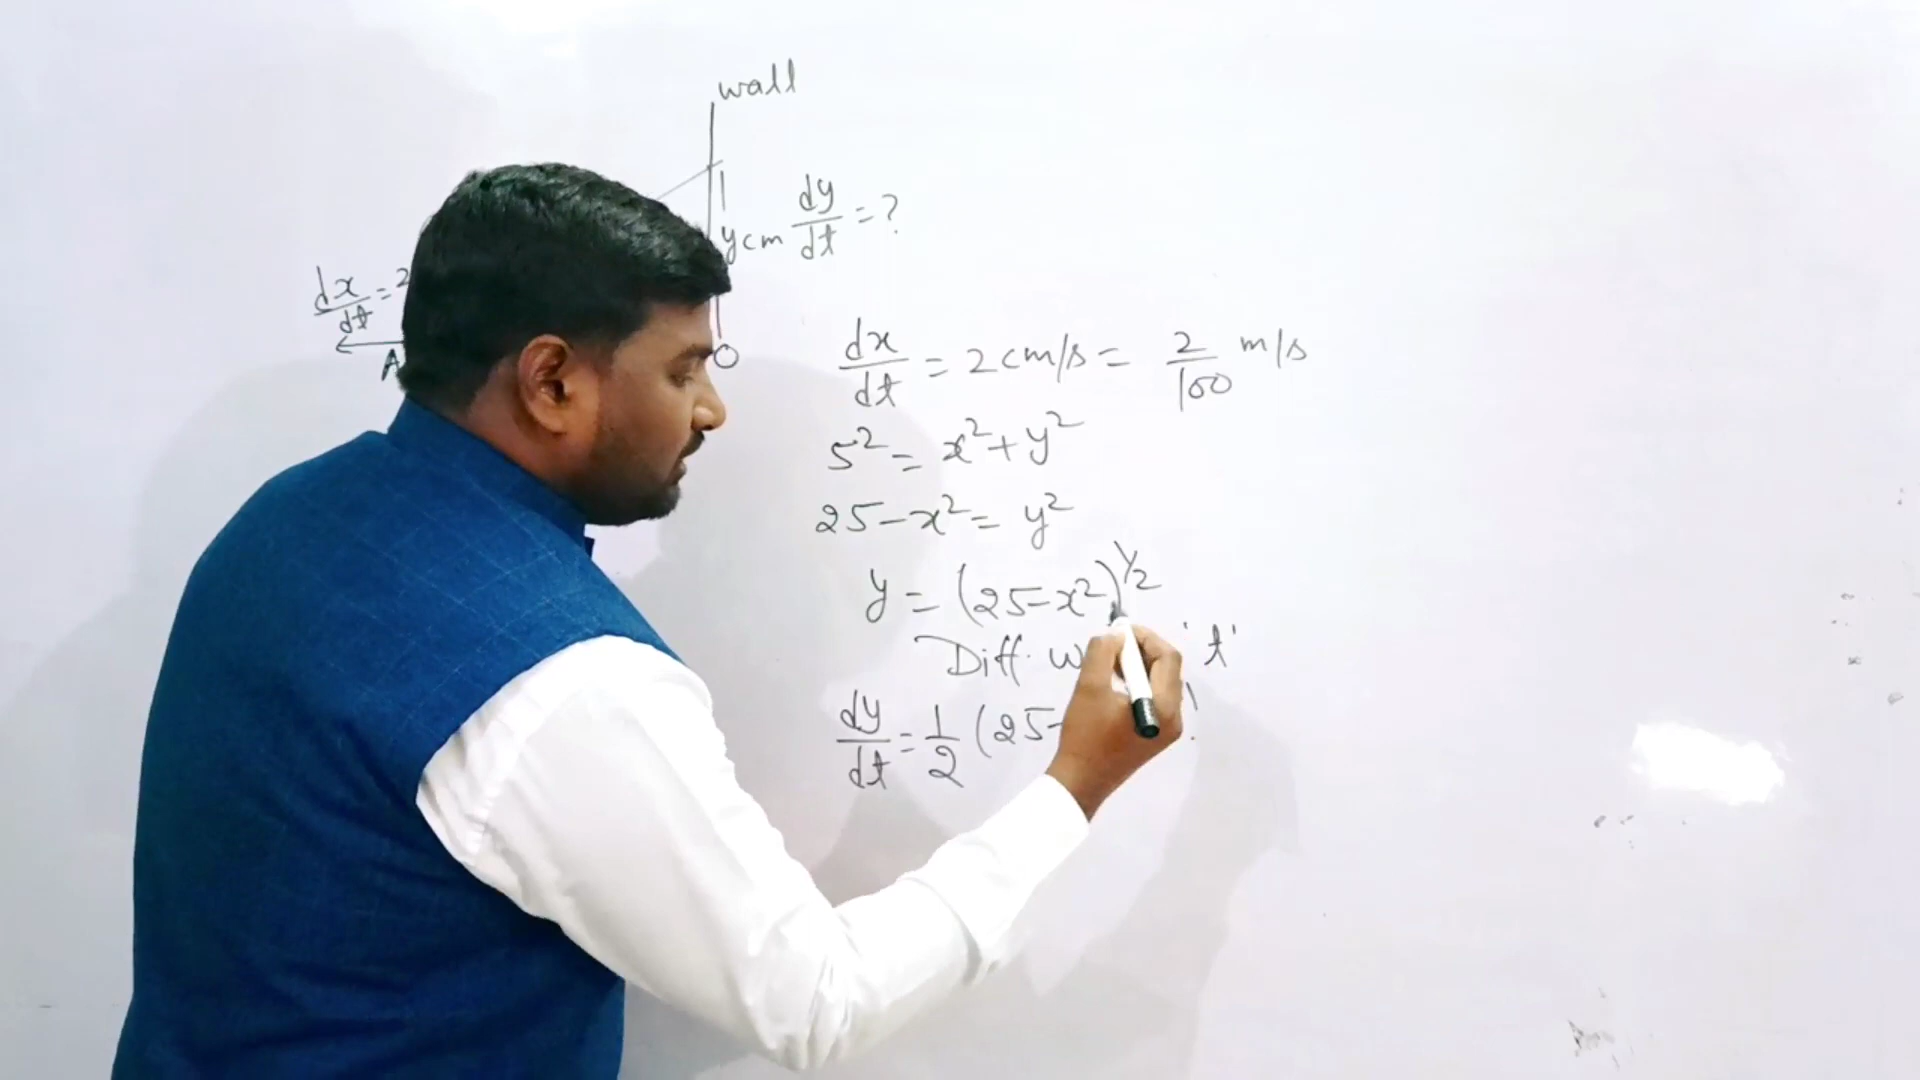 wall
y cm dy/dt = ?
dx/dt = 2
A
O
dx/dt = 2 cm/s = 2/100 m/s
5² = x² + y²
25 - x² = y²
y = (25 - x²)^1/2
Diff. w 't'
dy/dt = 1/2 (25 -